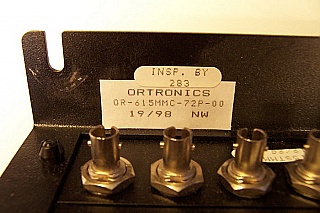 INSP. BY
283
ORTRONICS
OR-615MMC-72P-00
19/98 NW